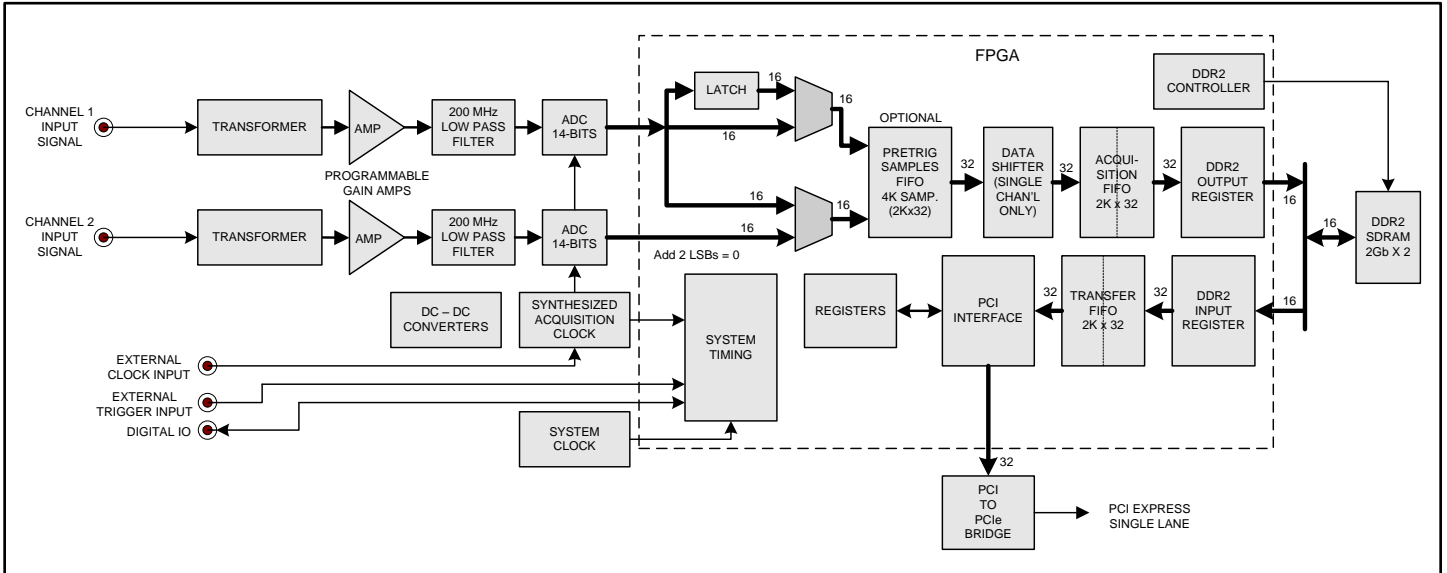 FPGA
DDR2
CONTROLLER
CHANNEL 1
INPUT
SIGNAL
TRANSFORMER
AMP
200 MHz
LOW PASS
FILTER
ADC
14-BITS
LATCH
16
16
16
OPTIONAL
PRETRIG
SAMPLES
FIFO
4K SAMP.
(2Kx32)
32
DATA
SHIFTER
(SINGLE
CHAN'L
ONLY)
32
ACQUI-
SITION
FIFO
2K x 32
32
DDR2
OUTPUT
REGISTER
16
PROGRAMMABLE
GAIN AMPS
CHANNEL 2
INPUT
SIGNAL
TRANSFORMER
AMP
200 MHz
LOW PASS
FILTER
ADC
14-BITS
16
16
16
Add 2 LSBs = 0
16
DDR2
SDRAM
2Gb X 2
DC – DC
CONVERTERS
SYNTHESIZED
ACQUISITION
CLOCK
SYSTEM
TIMING
REGISTERS
PCI
INTERFACE
32
TRANSFER
FIFO
2K x 32
32
DDR2
INPUT
REGISTER
16
EXTERNAL
CLOCK INPUT
EXTERNAL
TRIGGER INPUT
DIGITAL IO
SYSTEM
CLOCK
32
PCI
TO
PCIe
BRIDGE
PCI EXPRESS
SINGLE LANE